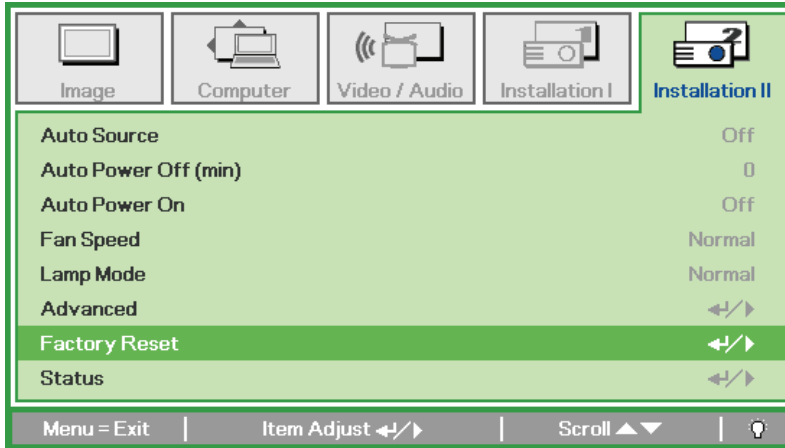 Image Computer Video / Audio Installation I Installation II
Auto Source Off
Auto Power Off (min) 0
Auto Power On Off
Fan Speed Normal
Lamp Mode Normal
Advanced
Factory Reset
Status
Menu = Exit Item Adjust Scroll